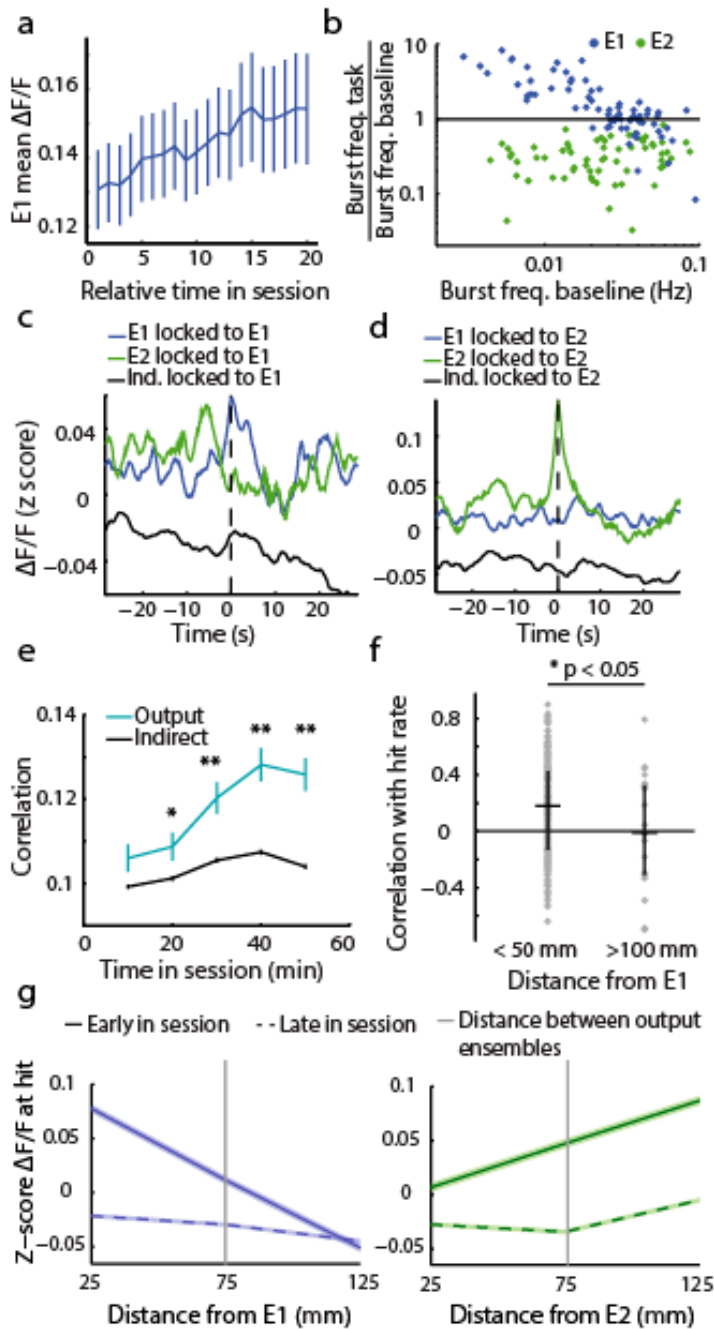 a
E1 mean ΔF/F
0.16
0.14
0.12
0 5 10 15 20
Relative time in session
b
E1 E2
Burst freq. task
Burst freq. baseline
10
1
0.1
0.01 0.1
Burst freq. baseline (Hz)
c
E1 locked to E1
E2 locked to E1
Ind. locked to E1
ΔF/F (z score)
0.04
0
−0.04
−20 −10 0 10 20
Time (s)
d
E1 locked to E2
E2 locked to E2
Ind. locked to E2
0.1
0.05
0
−0.05
−20 −10 0 10 20
Time (s)
e
Output
Indirect
Correlation
0.14
0.12
0.1
* ** ** **
0 20 40 60
Time in session (min)
f
* p < 0.05
Correlation with hit rate
0.8
0.4
0
−0.4
< 50 mm >100 mm
Distance from E1
g
Early in session Late in session Distance between output
ensembles
Z−score ΔF/F at hit
0.1
0.05
0
−0.05
25 75 125
Distance from E1 (mm)
0.1
0.05
0
−0.05
25 75 125
Distance from E2 (mm)